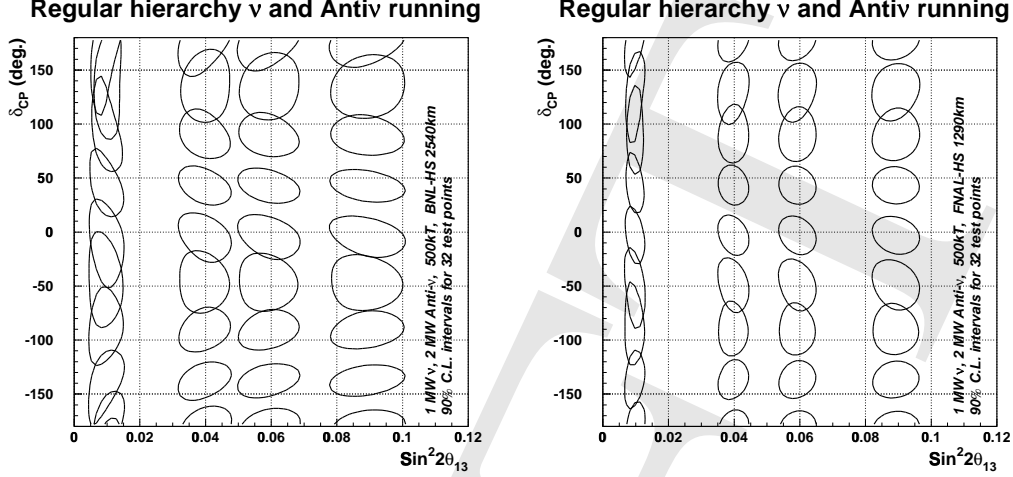 Regular hierarchy ν and Antiν running
δCP (deg.)
150
100
50
0
-50
-100
-150
0
0.02
0.04
0.06
0.08
0.1
0.12
Sin²2θ₁₃
1 MW ν, 2 MW Anti-ν, 500kT, BNL-HS 2540km
90% C.L. intervals for 32 test points
Regular hierarchy ν and Antiν running
δCP (deg.)
150
100
50
0
-50
-100
-150
0
0.02
0.04
0.06
0.08
0.1
0.12
Sin²2θ₁₃
1 MW ν, 2 MW Anti-ν, 500kT, FNAL-HS 1290km
90% C.L. intervals for 32 test points